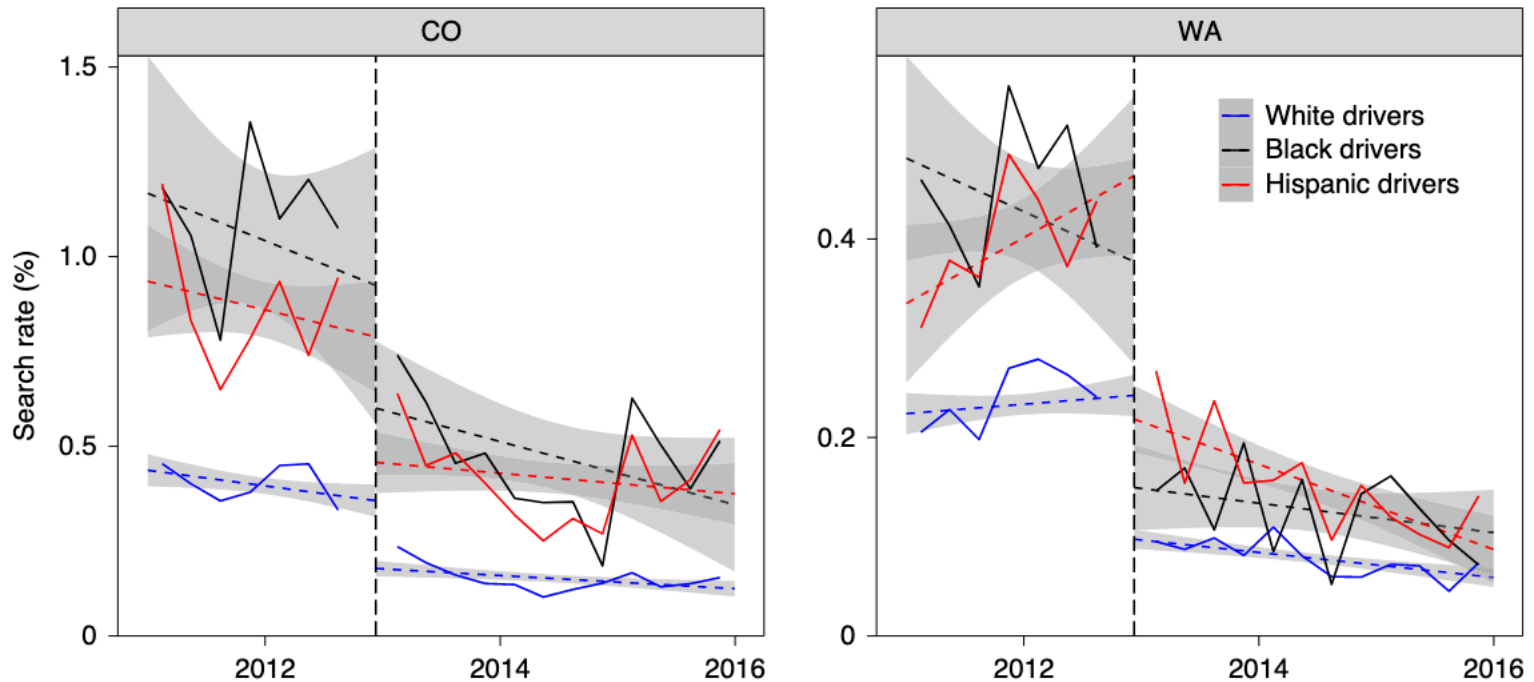 CO
WA
Search rate (%)
1.5
1.0
0.5
0
2012
2014
2016
0.4
0.2
0
2012
2014
2016
White drivers
Black drivers
Hispanic drivers